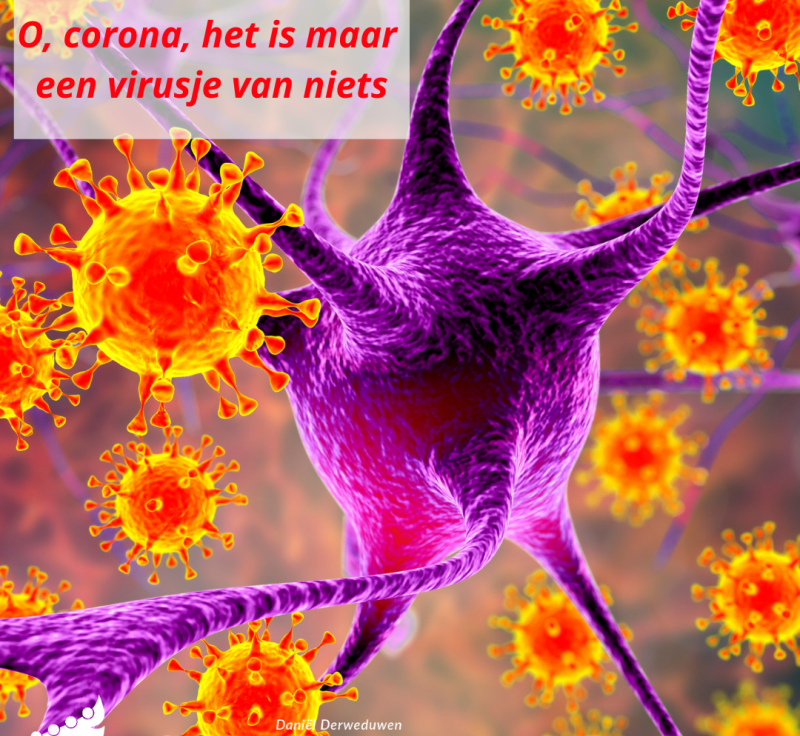 O, corona, het is maar
een virusje van niets
Daniël Derweduwen